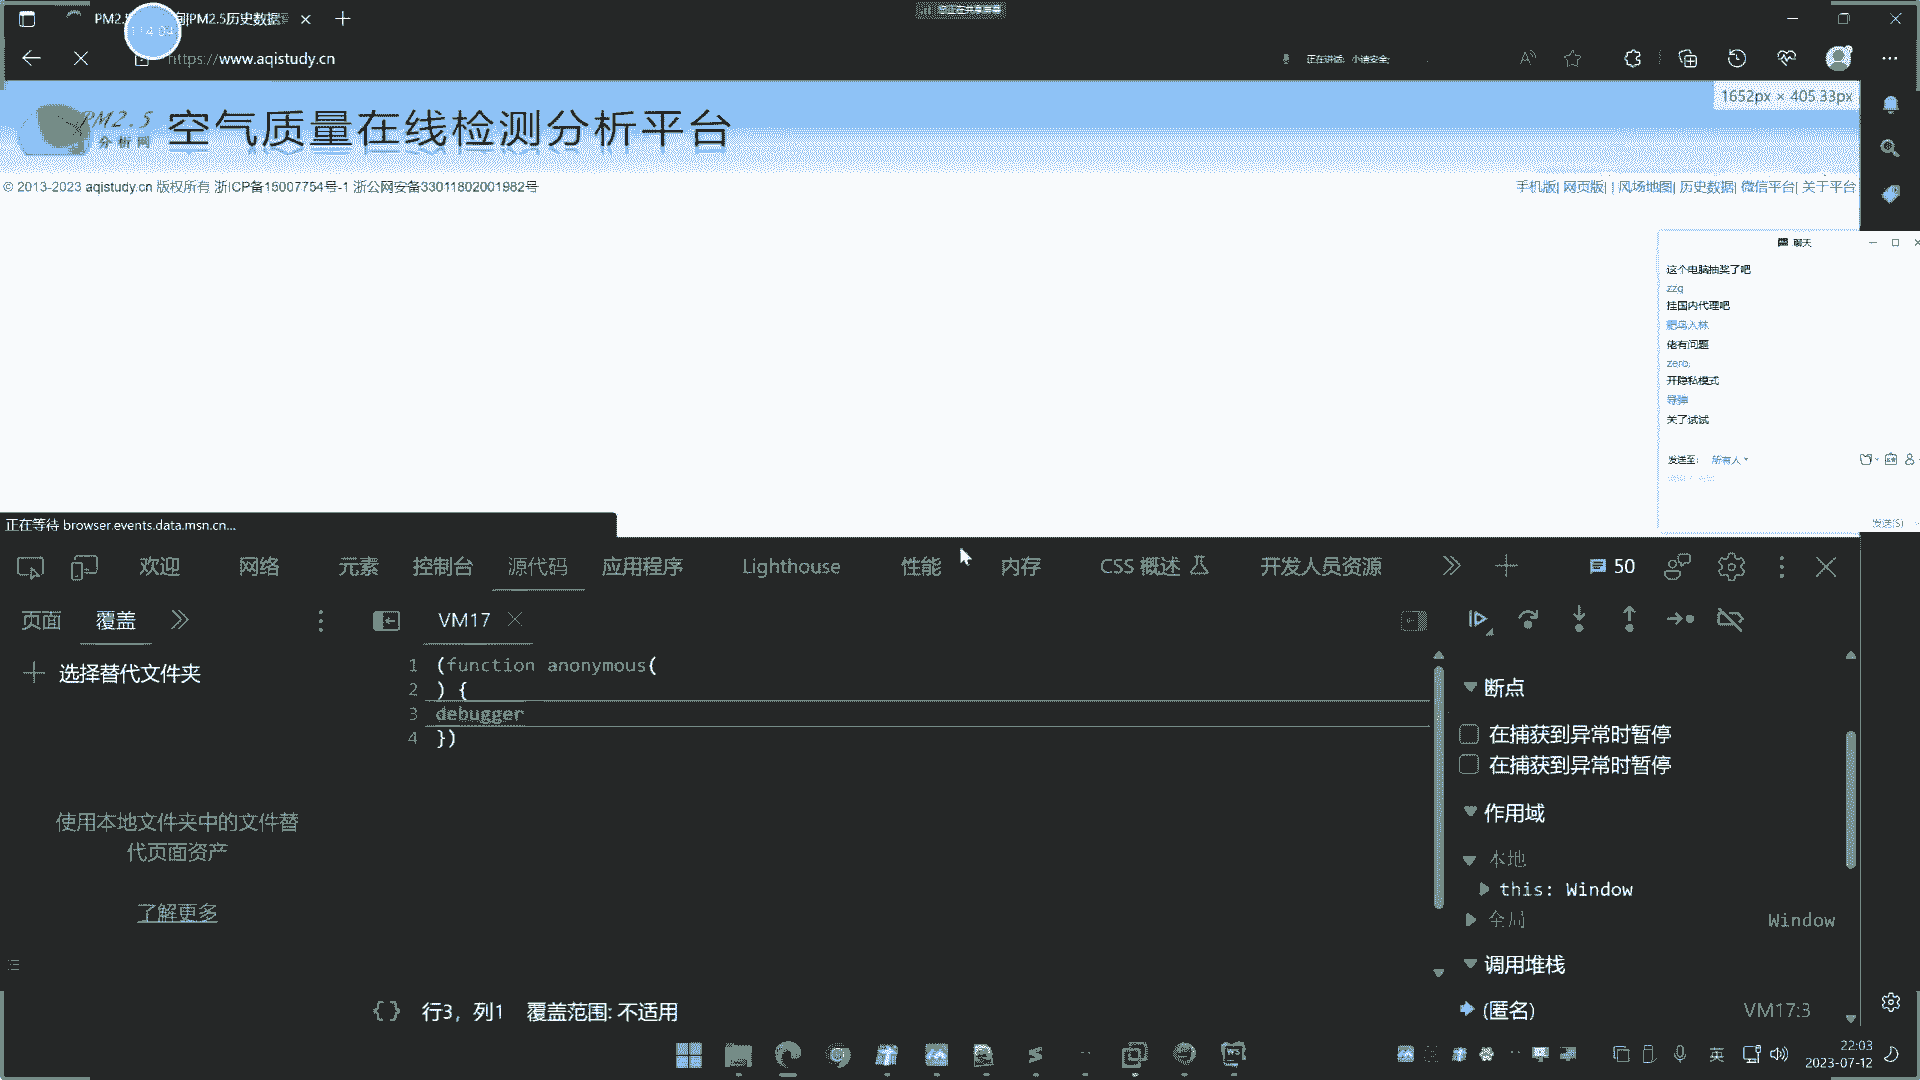 您正在共享屏幕
PM2.5
PM2.5历史数据
https://www.aqistudy.cn
正在讲话:
1652px × 405.33px
PM2.5
分析网
空气质量在线检测分析平台
© 2013-2023 aqistudy.cn 版权所有 浙ICP备15007754号-1 浙公网安备33011802001982号
手机版| 网页版| | 风场地图| 历史数据| 微信平台| 关于平台
聊天
这个电脑抽奖了吧
zzq
挂国内代理吧
佬有问题
zero.
开隐私模式
导弹
关了试试
发送至: 所有人
发送(S)
正在等待 browser.events.data.msn.cn...
欢迎 网络 元素 控制台 源代码 应用程序 Lighthouse 性能 内存 CSS 概述 开发人员资源 50
页面 覆盖
VM17
选择替代文件夹
1 (function anonymous(
2 ) {
3 debugger
4 })
使用本地文件夹中的文件替
代页面资产
了解更多
断点
在捕获到异常时暂停
在捕获到异常时暂停
作用域
本地
this: Window
全局 Window
调用堆栈
(匿名) VM17:3
{} 行3，列1 覆盖范围: 不适用
英
22:03
2023-07-12